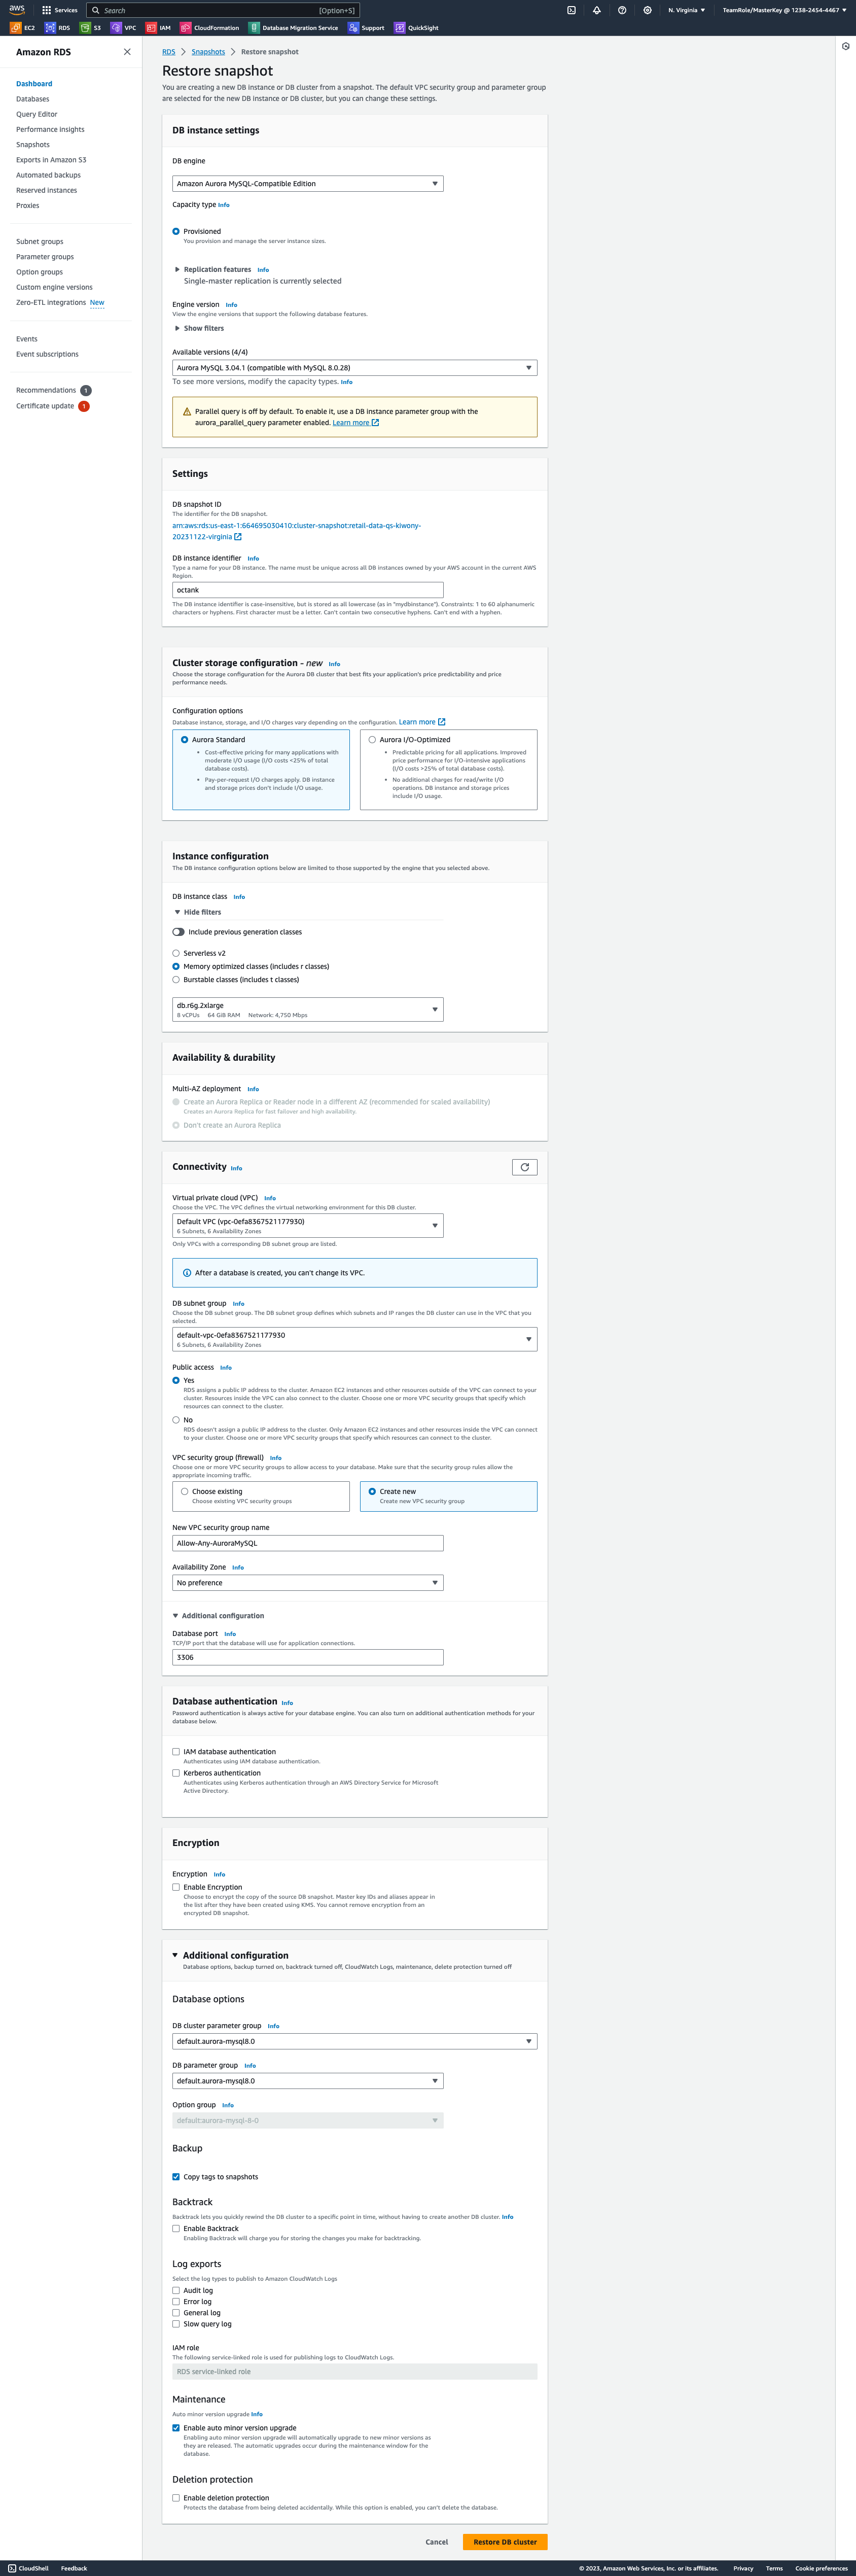 aws
Services
Search
[Option+S]
N. Virginia
TeamRole/MasterKey @ 1238-2454-4467
EC2
RDS
S3
VPC
IAM
CloudFormation
Database Migration Service
Support
QuickSight
Amazon RDS
Dashboard
Databases
Query Editor
Performance insights
Snapshots
Exports in Amazon S3
Automated backups
Reserved instances
Proxies
Subnet groups
Parameter groups
Option groups
Custom engine versions
Zero-ETL integrations New
Events
Event subscriptions
Recommendations 1
Certificate update 1
RDS
Snapshots
Restore snapshot
Restore snapshot
You are creating a new DB instance or DB cluster from a snapshot. The default VPC security group and parameter group
are selected for the new DB instance or DB cluster, but you can change these settings.
DB instance settings
DB engine
Amazon Aurora MySQL-Compatible Edition
Capacity type Info
Provisioned
You provision and manage the server instance sizes.
Replication features Info
Single-master replication is currently selected
Engine version Info
View the engine versions that support the following database features.
Show filters
Available versions (4/4)
Aurora MySQL 3.04.1 (compatible with MySQL 8.0.28)
To see more versions, modify the capacity types. Info
Parallel query is off by default. To enable it, use a DB instance parameter group with the
aurora_parallel_query parameter enabled. Learn more
Settings
DB snapshot ID
The identifier for the DB snapshot.
arn:aws:rds:us-east-1:664695030410:cluster-snapshot:retail-data-qs-kiwony-
20231122-virginia
DB instance identifier Info
Type a name for your DB instance. The name must be unique across all DB instances owned by your AWS account in the current AWS
Region.
octank
The DB instance identifier is case-insensitive, but is stored as all lowercase (as in "mydbinstance"). Constraints: 1 to 60 alphanumeric
characters or hyphens. First character must be a letter. Can't contain two consecutive hyphens. Can't end with a hyphen.
Cluster storage configuration - new Info
Choose the storage configuration for the Aurora DB cluster that best fits your application's price predictability and price
performance needs.
Configuration options
Database instance, storage, and I/O charges vary depending on the configuration. Learn more
Aurora Standard
• Cost-effective pricing for many applications with
moderate I/O usage (I/O costs <25% of total
database costs).
• Pay-per-request I/O charges apply. DB instance
and storage prices don't include I/O usage.
Aurora I/O-Optimized
• Predictable pricing for all applications. Improved
price performance for I/O-intensive applications
(I/O costs >25% of total database costs).
• No additional charges for read/write I/O
operations. DB instance and storage prices
include I/O usage.
Instance configuration
The DB instance configuration options below are limited to those supported by the engine that you selected above.
DB instance class Info
Hide filters
Include previous generation classes
Serverless v2
Memory optimized classes (includes r classes)
Burstable classes (includes t classes)
db.r6g.2xlarge
8 vCPUs 64 GiB RAM Network: 4,750 Mbps
Availability & durability
Multi-AZ deployment Info
Create an Aurora Replica or Reader node in a different AZ (recommended for scaled availability)
Creates an Aurora Replica for fast failover and high availability.
Don't create an Aurora Replica
Connectivity Info
Virtual private cloud (VPC) Info
Choose the VPC. The VPC defines the virtual networking environment for this DB cluster.
Default VPC (vpc-0efa8367521177930)
6 Subnets, 6 Availability Zones
Only VPCs with a corresponding DB subnet group are listed.
After a database is created, you can't change its VPC.
DB subnet group Info
Choose the DB subnet group. The DB subnet group defines which subnets and IP ranges the DB cluster can use in the VPC that you
selected.
default-vpc-0efa8367521177930
6 Subnets, 6 Availability Zones
Public access Info
Yes
RDS assigns a public IP address to the cluster. Amazon EC2 instances and other resources outside of the VPC can connect to your
cluster. Resources inside the VPC can also connect to the cluster. Choose one or more VPC security groups that specify which
resources can connect to the cluster.
No
RDS doesn't assign a public IP address to the cluster. Only Amazon EC2 instances and other resources inside the VPC can connect
to your cluster. Choose one or more VPC security groups that specify which resources can connect to the cluster.
VPC security group (firewall) Info
Choose one or more VPC security groups to allow access to your database. Make sure that the security group rules allow the
appropriate incoming traffic.
Choose existing
Choose existing VPC security groups
Create new
Create new VPC security group
New VPC security group name
Allow-Any-AuroraMySQL
Availability Zone Info
No preference
Additional configuration
Database port Info
TCP/IP port that the database will use for application connections.
3306
Database authentication Info
Password authentication is always active for your database engine. You can also turn on additional authentication methods for your
database below.
IAM database authentication
Authenticates using IAM database authentication.
Kerberos authentication
Authenticates using Kerberos authentication through an AWS Directory Service for Microsoft
Active Directory.
Encryption
Encryption Info
Enable Encryption
Choose to encrypt the copy of the source DB snapshot. Master key IDs and aliases appear in
the list after they have been created using KMS. You cannot remove encryption from an
encrypted DB snapshot.
Additional configuration
Database options, backup turned on, backtrack turned off, CloudWatch Logs, maintenance, delete protection turned off
Database options
DB cluster parameter group Info
default.aurora-mysql8.0
DB parameter group Info
default.aurora-mysql8.0
Option group Info
default:aurora-mysql-8-0
Backup
Copy tags to snapshots
Backtrack
Backtrack lets you quickly rewind the DB cluster to a specific point in time, without having to create another DB cluster. Info
Enable Backtrack
Enabling Backtrack will charge you for storing the changes you make for backtracking.
Log exports
Select the log types to publish to Amazon CloudWatch Logs
Audit log
Error log
General log
Slow query log
IAM role
The following service-linked role is used for publishing logs to CloudWatch Logs.
RDS service-linked role
Maintenance
Auto minor version upgrade Info
Enable auto minor version upgrade
Enabling auto minor version upgrade will automatically upgrade to new minor versions as
they are released. The automatic upgrades occur during the maintenance window for the
database.
Deletion protection
Enable deletion protection
Protects the database from being deleted accidentally. While this option is enabled, you can't delete the database.
Cancel
Restore DB cluster
CloudShell
Feedback
© 2023, Amazon Web Services, Inc. or its affiliates.
Privacy
Terms
Cookie preferences